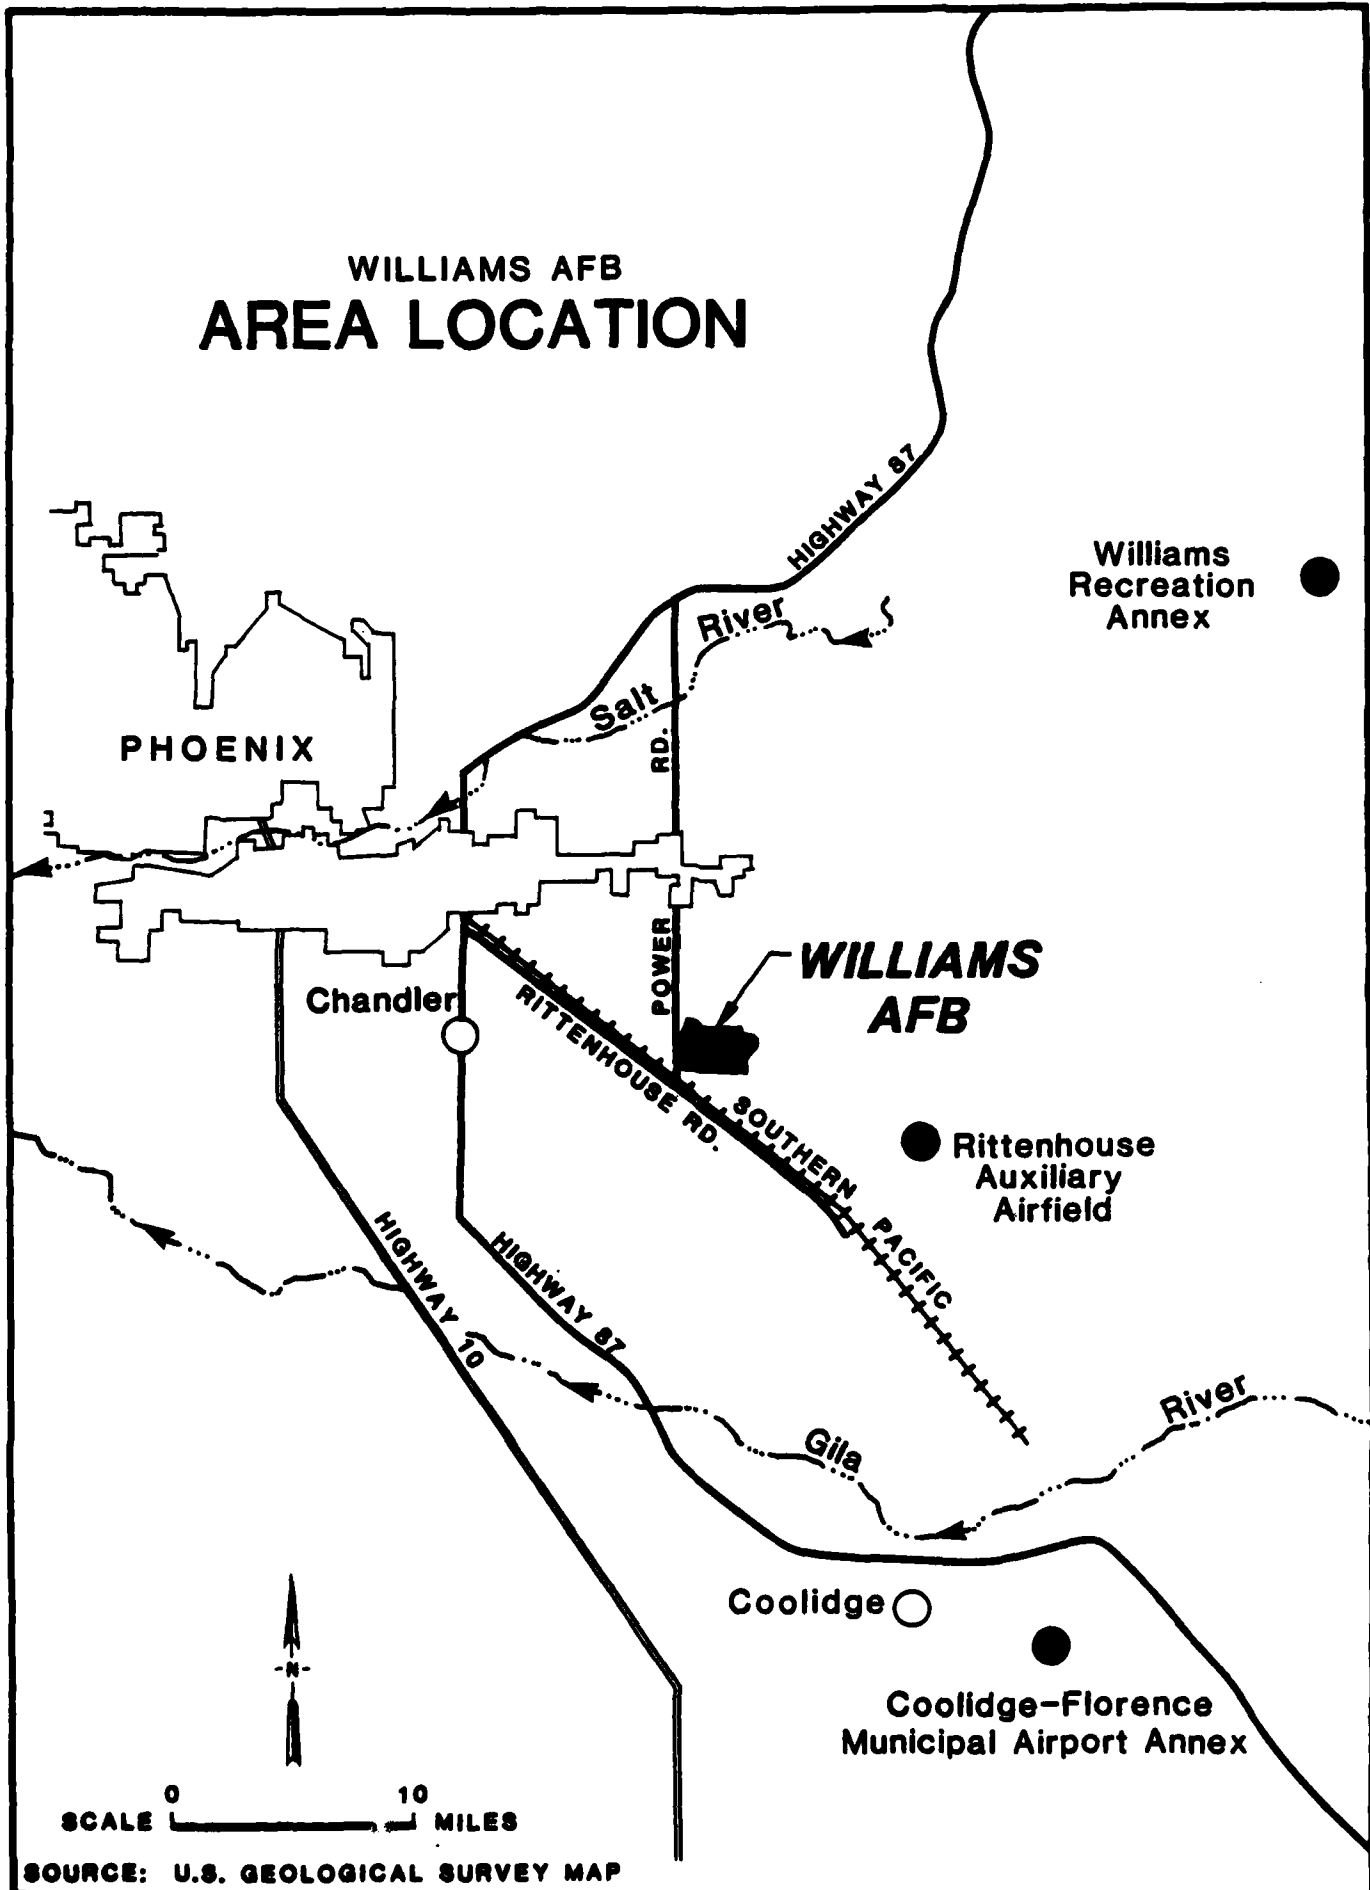 WILLIAMS AFB
AREA LOCATION
HIGHWAY 87
Williams
Recreation
Annex
River
Salt
RD.
PHOENIX
POWER
WILLIAMS
AFB
Chandler
RITTENHOUSE RD.
SOUTHERN
PACIFIC
Rittenhouse
Auxiliary
Airfield
HIGHWAY 10
HIGHWAY 87
River
Gila
Coolidge
Coolidge-Florence
Municipal Airport Annex
-N-
0 10
SCALE MILES
SOURCE: U.S. GEOLOGICAL SURVEY MAP